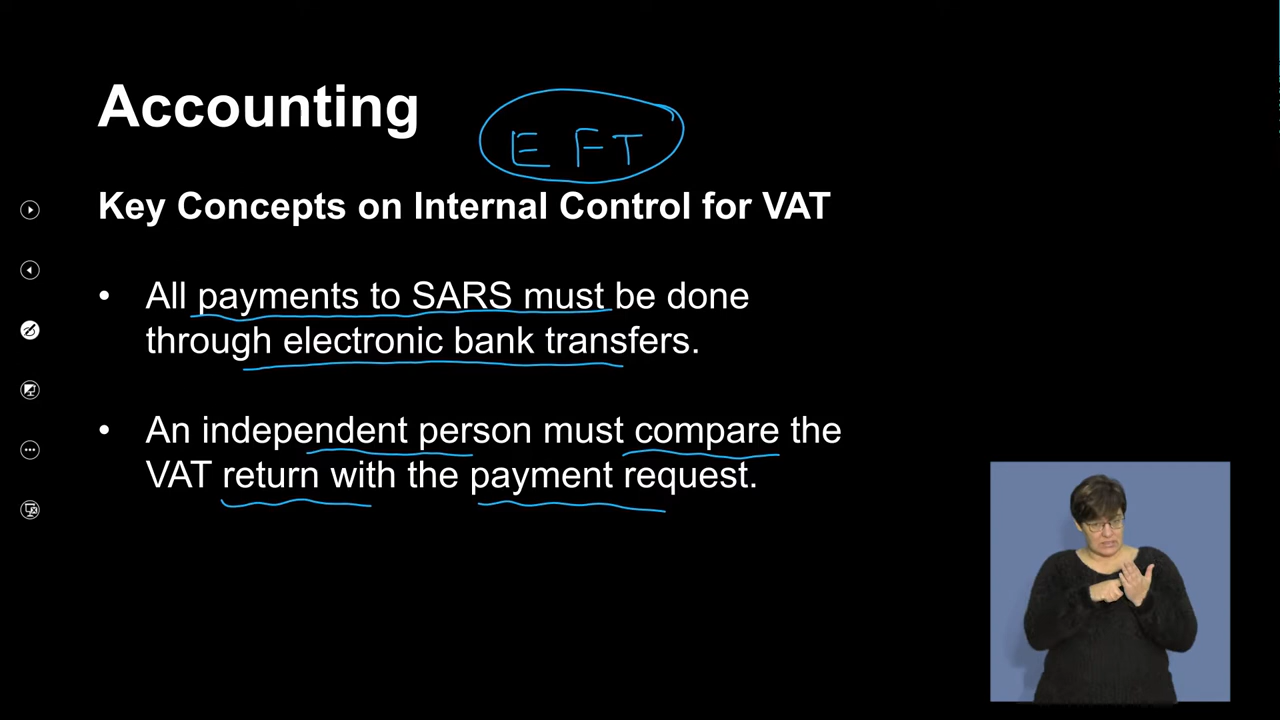 Accounting
E F T
Key Concepts on Internal Control for VAT
• All payments to SARS must be done
through electronic bank transfers.
• An independent person must compare the
VAT return with the payment request.